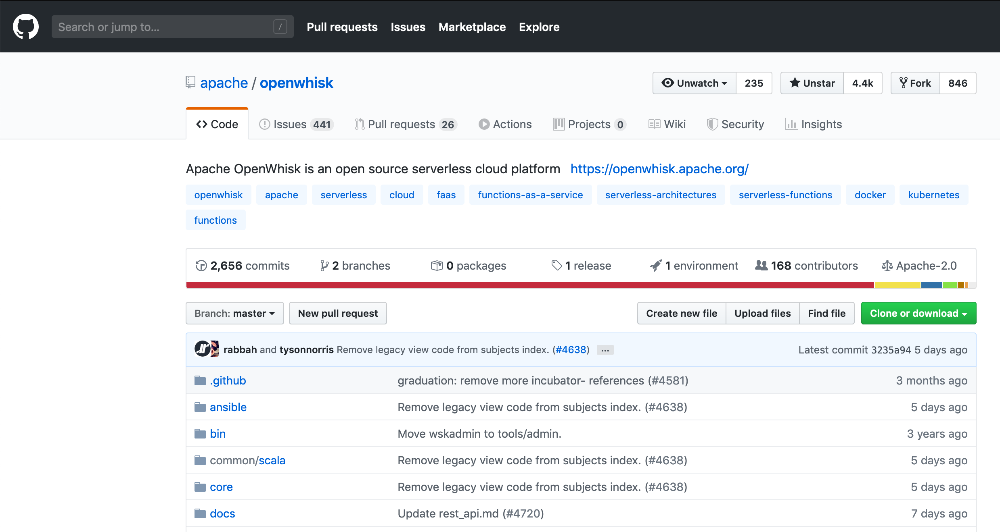 Search or jump to... / Pull requests Issues Marketplace Explore
apache / openwhisk Unwatch 235 Unstar 4.4k Fork 846
Code Issues 441 Pull requests 26 Actions Projects 0 Wiki Security Insights
Apache OpenWhisk is an open source serverless cloud platform https://openwhisk.apache.org/
openwhisk apache serverless cloud faas functions-as-a-service serverless-architectures serverless-functions docker kubernetes
functions
2,656 commits 2 branches 0 packages 1 release 1 environment 168 contributors Apache-2.0
Branch: master New pull request Create new file Upload files Find file Clone or download
rabbah and tysonnorris Remove legacy view code from subjects index. (#4638) ... Latest commit 3235a94 5 days ago
.github graduation: remove more incubator- references (#4581) 3 months ago
ansible Remove legacy view code from subjects index. (#4638) 5 days ago
bin Move wskadmin to tools/admin. 3 years ago
common/scala Remove legacy view code from subjects index. (#4638) 5 days ago
core Remove legacy view code from subjects index. (#4638) 5 days ago
docs Update rest_api.md (#4720) 7 days ago